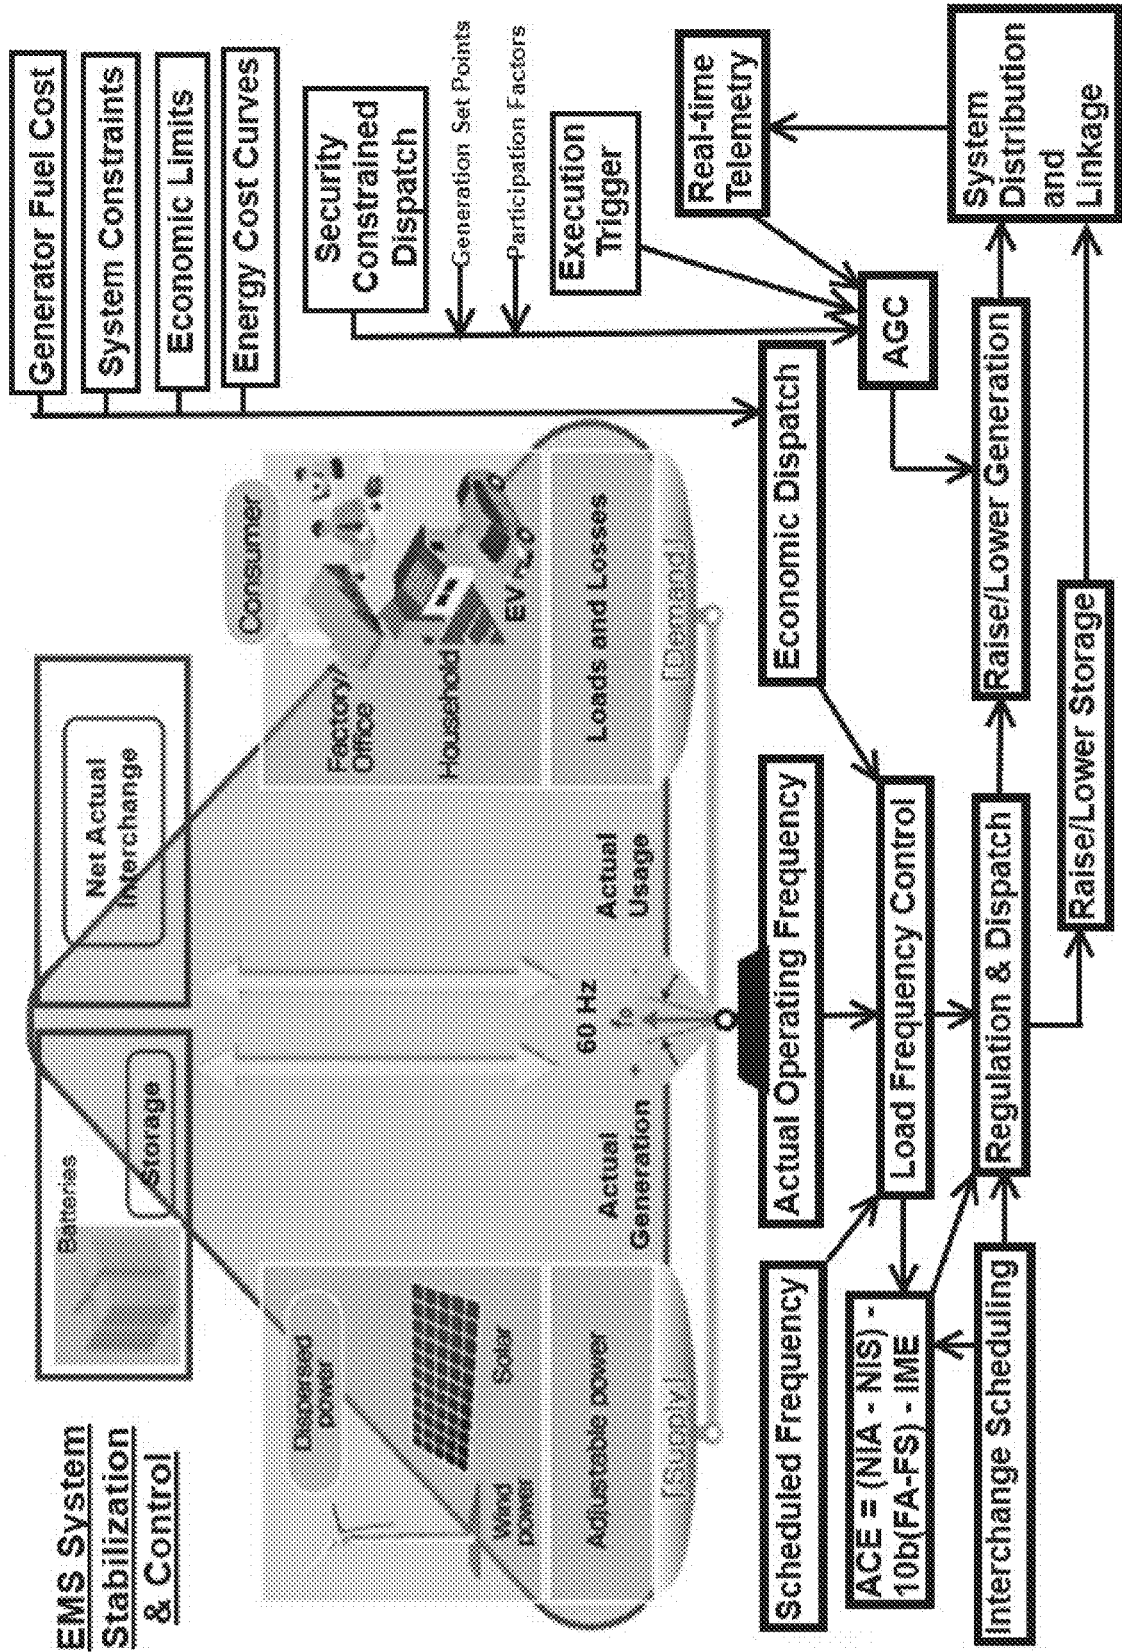 EMS System
Stabilization
& Control
Batteries
Storage
Net Actual
Interchange
Consumer
Dispersed
power
Wind
power
Solar
Adjustable power
[Supply]
Actual
Generation
60 Hz
Actual
Usage
Factory/
Office
Household
EV
Loads and Losses
[Demand]
Generator Fuel Cost
System Constraints
Economic Limits
Energy Cost Curves
Security
Constrained
Dispatch
Generation Set Points
Participation Factors
Execution
Trigger
Real-time
Telemetry
Scheduled Frequency
Actual Operating Frequency
Economic Dispatch
AGC
ACE = (NIA - NIS) -
10b(FA-FS) - IME
Load Frequency Control
Interchange Scheduling
Regulation & Dispatch
Raise/Lower Generation
Raise/Lower Storage
System
Distribution
and
Linkage